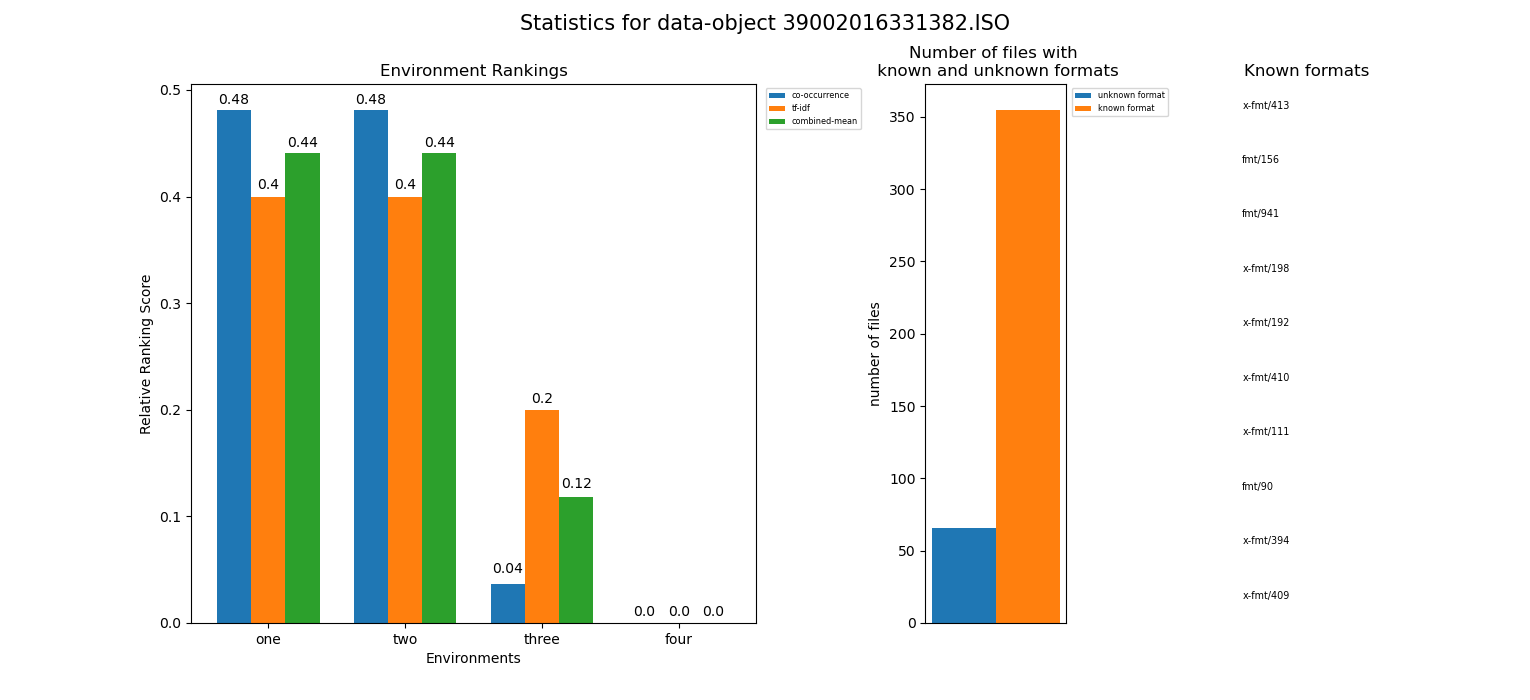 Statistics for data-object 39002016331382.ISO
Environment Rankings
0.5
0.4
0.3
0.2
0.1
0.0
Relative Ranking Score
0.48
0.4
0.44
0.48
0.4
0.44
0.04
0.2
0.12
0.0
0.0
0.0
one
two
three
four
Environments
co-occurrence
tf-idf
combined-mean
Number of files with
known and unknown formats
350
300
250
200
150
100
50
0
number of files
unknown format
known format
Known formats
x-fmt/413
fmt/156
fmt/941
x-fmt/198
x-fmt/192
x-fmt/410
x-fmt/111
fmt/90
x-fmt/394
x-fmt/409